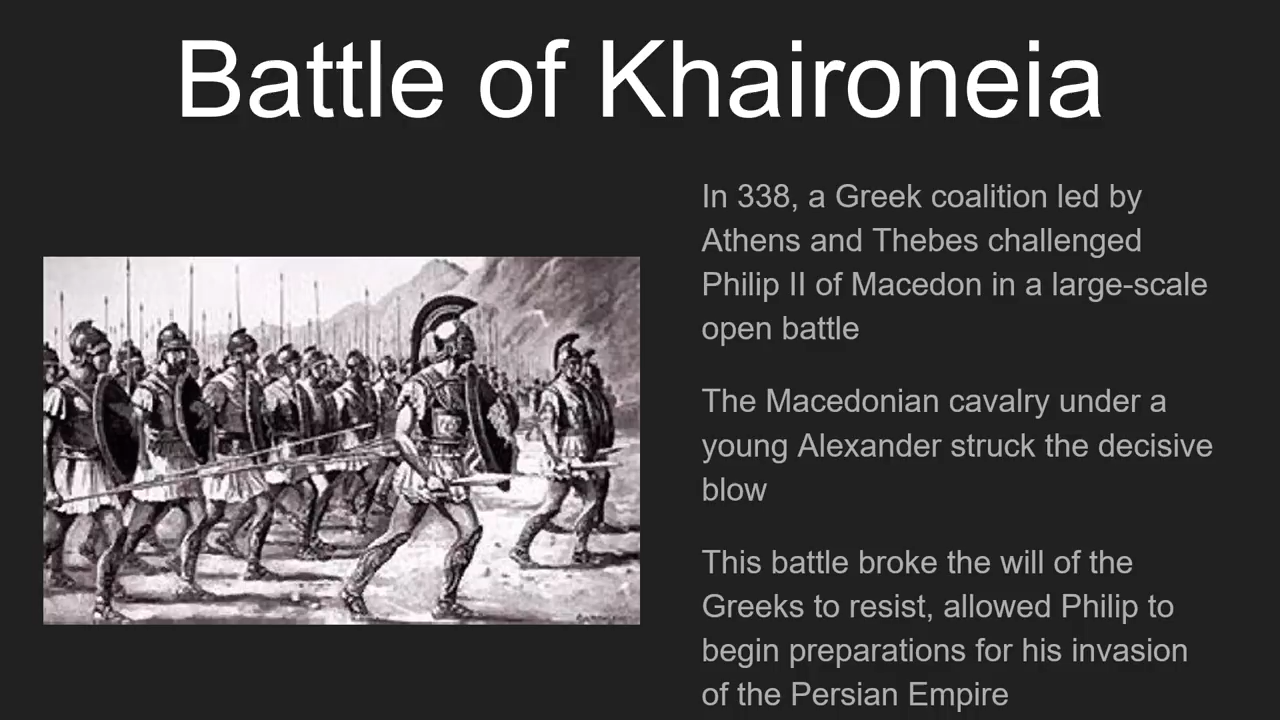 Battle of Khaironeia
In 338, a Greek coalition led by
Athens and Thebes challenged
Philip II of Macedon in a large-scale
open battle
The Macedonian cavalry under a
young Alexander struck the decisive
blow
This battle broke the will of the
Greeks to resist, allowed Philip to
begin preparations for his invasion
of the Persian Empire